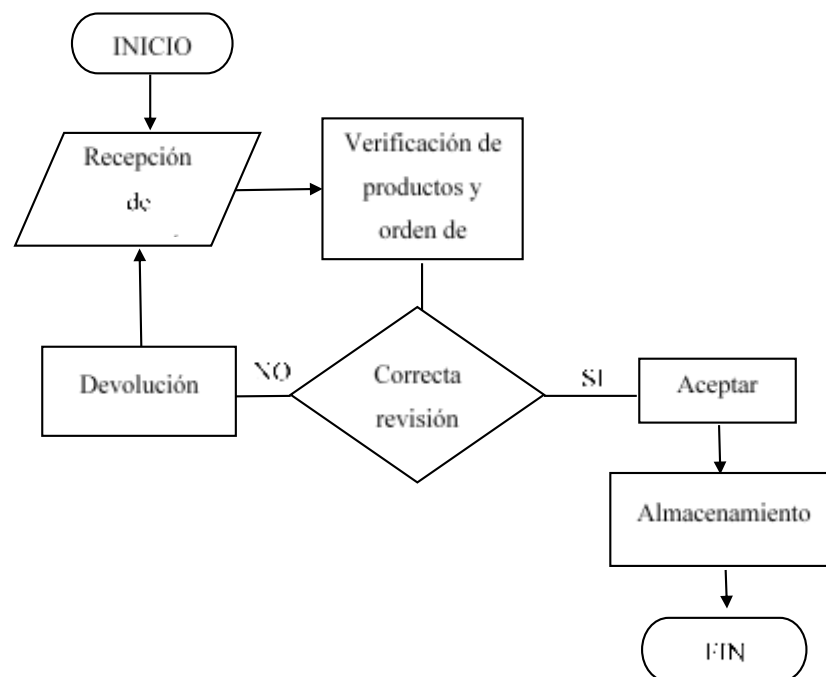 INICIO
Recepción
de
Verificación de
productos y
orden de
Correcta
revisión
NO
SI
Devolución
Aceptar
Almacenamiento
FIN